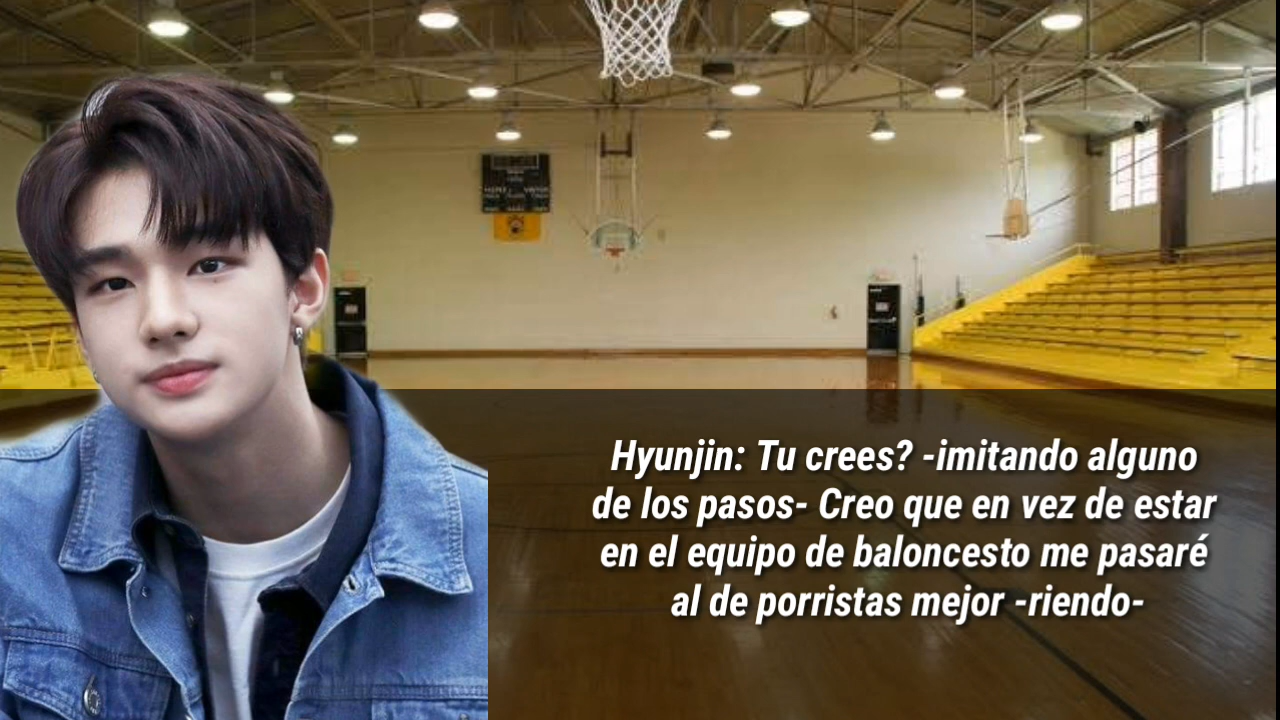 Hyunjin: Tu crees? -imitando alguno
de los pasos- Creo que en vez de estar
en el equipo de baloncesto me pasaré
al de porristas mejor -riendo-